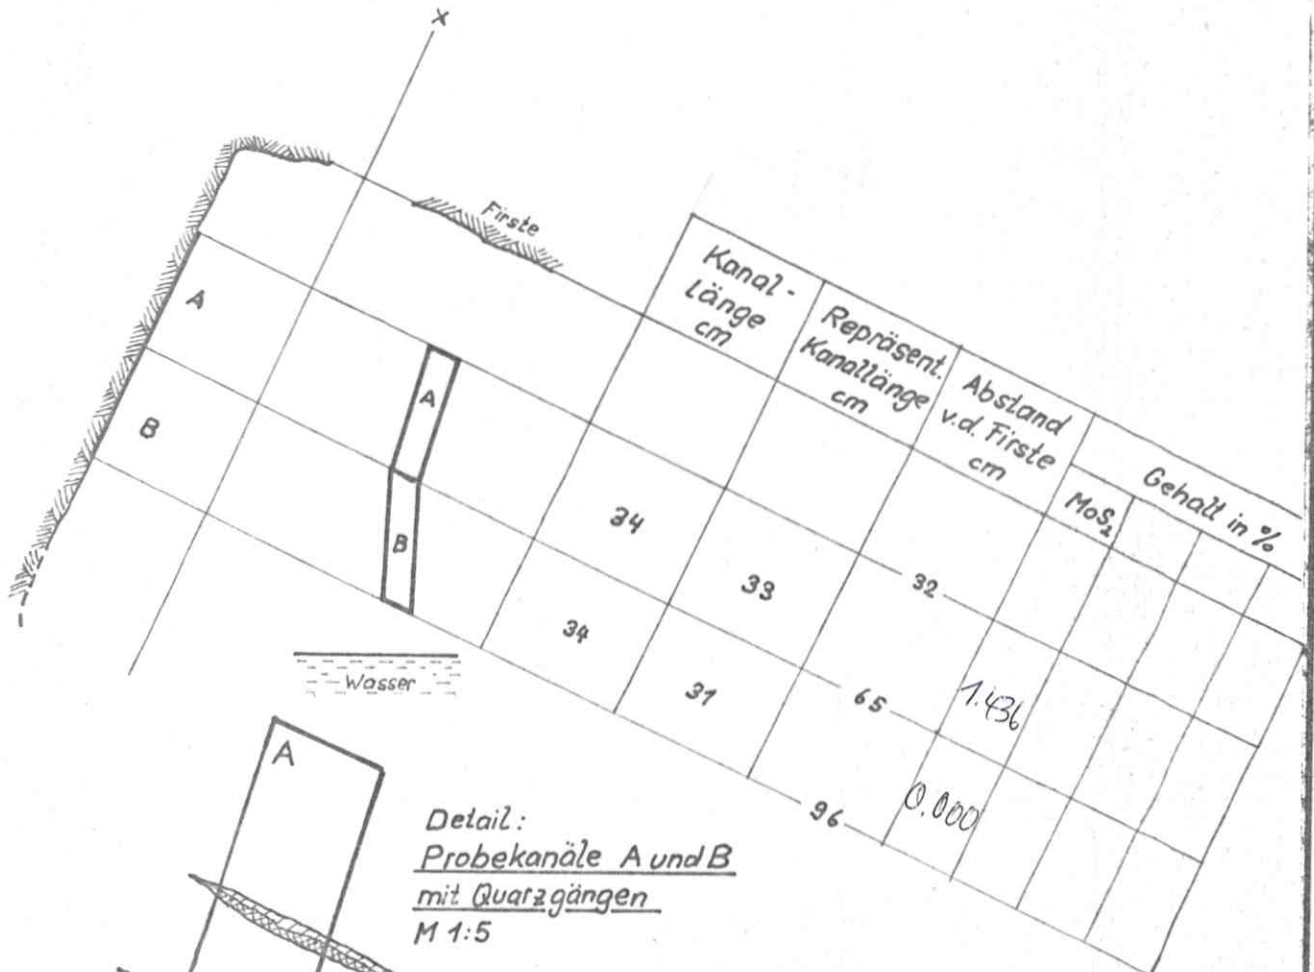 x
Firste
Kanal-
länge
cm
Repräsent.
Kanallänge
cm
Abstand
v.d. Firste
cm
Gehalt in %
MoS₂
A
B
A
B
32
34
33
65
1.436
34
31
96
0.000
Wasser
A
Detail:
Probekanäle A und B
mit Quarzgängen
M 1:5